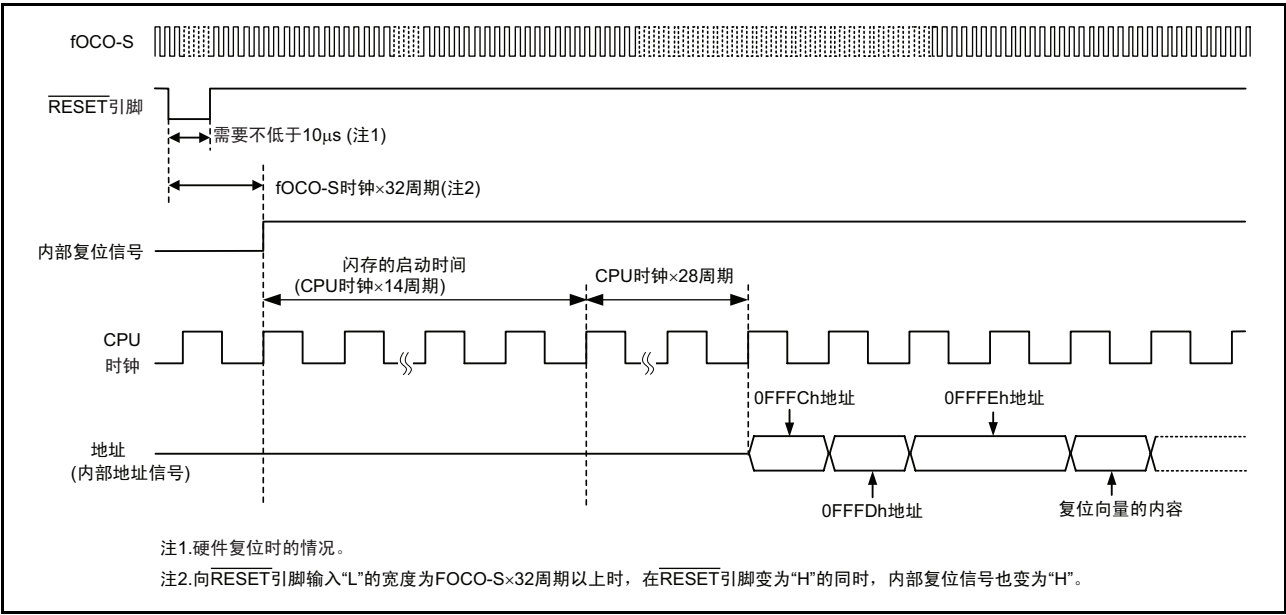 fOCO-S
RESET引脚
需要不低于10μs (注1)
fOCO-S时钟×32周期(注2)
内部复位信号
闪存的启动时间
(CPU时钟×14周期)
CPU时钟×28周期
CPU
时钟
0FFFCh地址
0FFFEh地址
地址
(内部地址信号)
0FFFDh地址
复位向量的内容
注1.硬件复位时的情况。
注2.向RESET引脚输入“L”的宽度为FOCO-S×32周期以上时，在RESET引脚变为“H”的同时，内部复位信号也变为“H”。